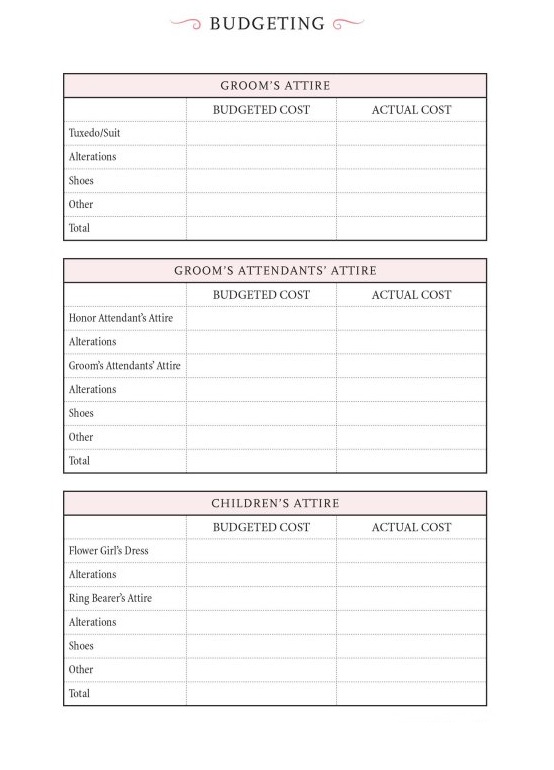 BUDGETING
GROOM'S ATTIRE
BUDGETED COST ACTUAL COST
Tuxedo/Suit
Alterations
Shoes
Other
Total
GROOM'S ATTENDANTS' ATTIRE
BUDGETED COST ACTUAL COST
Honor Attendant's Attire
Alterations
Groom's Attendants' Attire
Alterations
Shoes
Other
Total
CHILDREN'S ATTIRE
BUDGETED COST ACTUAL COST
Flower Girl's Dress
Alterations
Ring Bearer's Attire
Alterations
Shoes
Other
Total